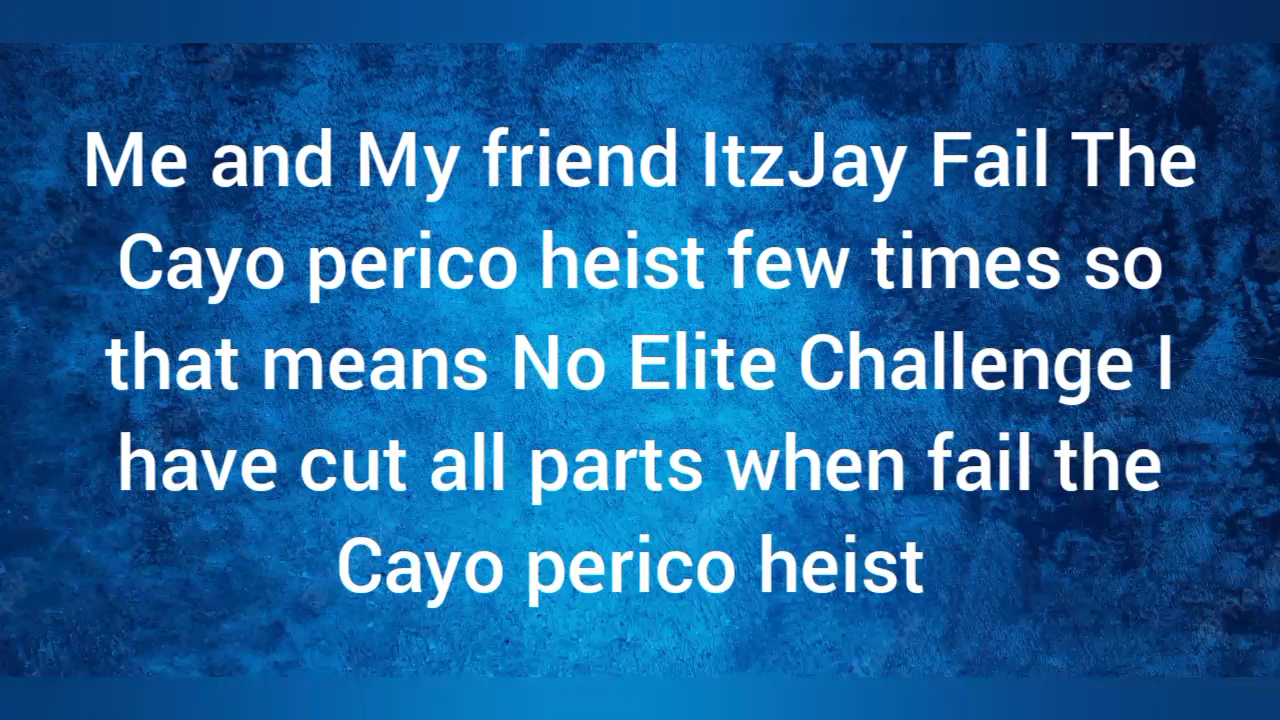 Me and My friend ItzJay Fail The
Cayo perico heist few times so
that means No Elite Challenge I
have cut all parts when fail the
Cayo perico heist